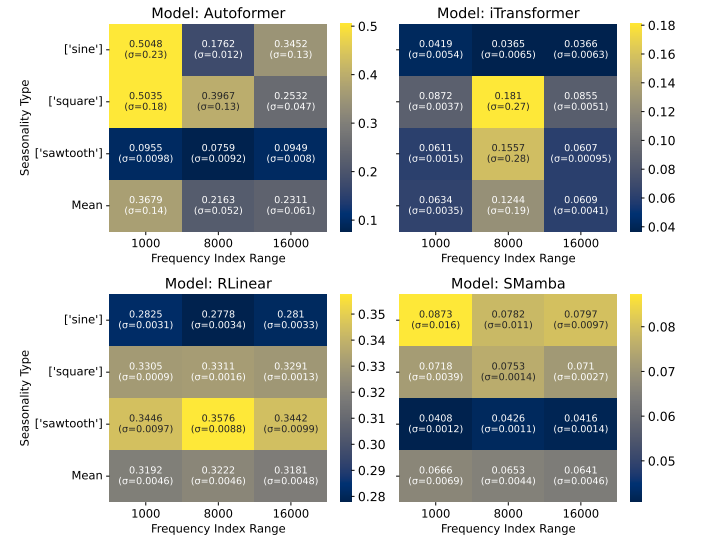 Model: Autoformer
Seasonality Type
['sine']
0.5048 0.1762 0.3452
(σ=0.23) (σ=0.012) (σ=0.13)
['square']
0.5035 0.3967 0.2532
(σ=0.18) (σ=0.13) (σ=0.047)
['sawtooth']
0.0955 0.0759 0.0949
(σ=0.0098) (σ=0.0092) (σ=0.008)
Mean
0.3679 0.2163 0.2311
(σ=0.14) (σ=0.052) (σ=0.061)
1000 8000 16000
Frequency Index Range
0.5
0.4
0.3
0.2
0.1
Model: iTransformer
0.0419 0.0365 0.0366
(σ=0.0054) (σ=0.0065) (σ=0.0063)
0.0872 0.181 0.0855
(σ=0.0037) (σ=0.27) (σ=0.0051)
0.0611 0.1557 0.0607
(σ=0.0015) (σ=0.28) (σ=0.00095)
0.0634 0.1244 0.0609
(σ=0.0035) (σ=0.19) (σ=0.0041)
1000 8000 16000
Frequency Index Range
0.18
0.16
0.14
0.12
0.10
0.08
0.06
0.04
Model: RLinear
Seasonality Type
['sine']
0.2825 0.2778 0.281
(σ=0.0031) (σ=0.0034) (σ=0.0033)
['square']
0.3305 0.3311 0.3291
(σ=0.0009) (σ=0.0016) (σ=0.0013)
['sawtooth']
0.3446 0.3576 0.3442
(σ=0.0097) (σ=0.0088) (σ=0.0099)
Mean
0.3192 0.3222 0.3181
(σ=0.0046) (σ=0.0046) (σ=0.0048)
1000 8000 16000
Frequency Index Range
0.35
0.34
0.33
0.32
0.31
0.30
0.29
0.28
Model: SMamba
0.0873 0.0782 0.0797
(σ=0.016) (σ=0.011) (σ=0.0097)
0.0718 0.0753 0.071
(σ=0.0039) (σ=0.0014) (σ=0.0027)
0.0408 0.0426 0.0416
(σ=0.0012) (σ=0.0011) (σ=0.0014)
0.0666 0.0653 0.0641
(σ=0.0069) (σ=0.0044) (σ=0.0046)
1000 8000 16000
Frequency Index Range
0.08
0.07
0.06
0.05